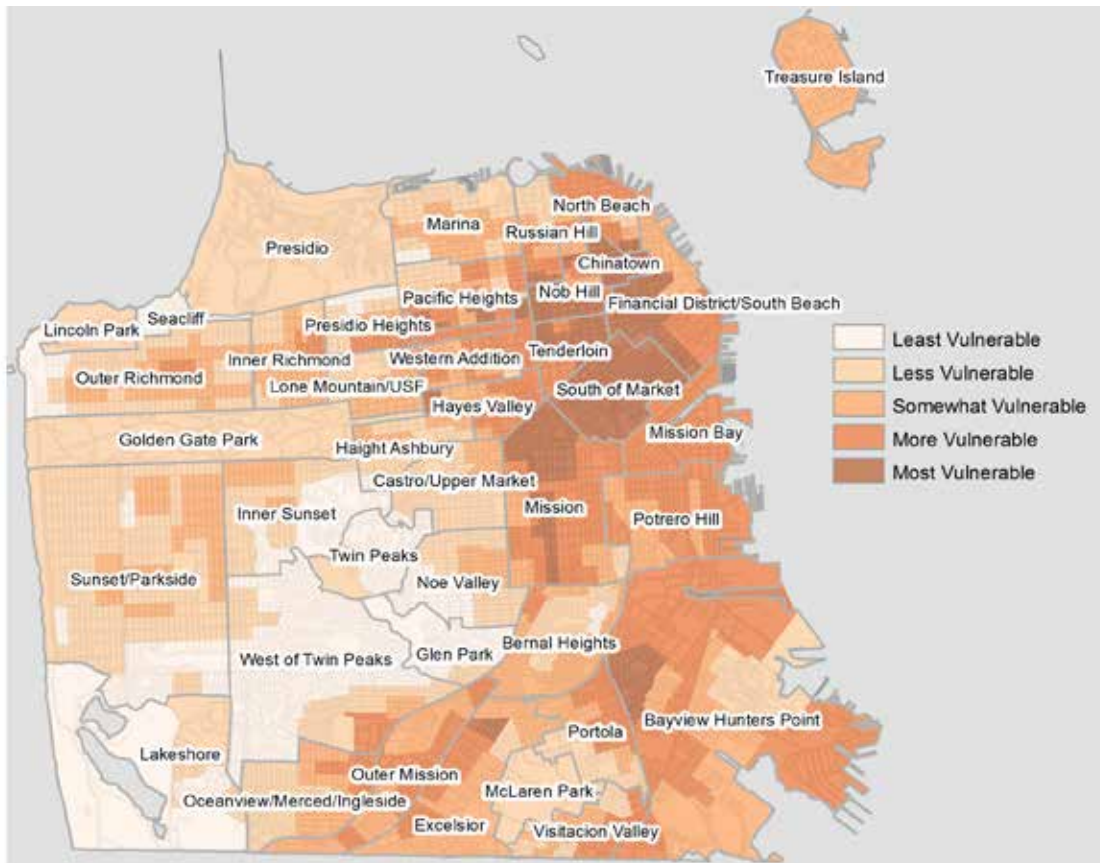 Treasure Island
North Beach
Marina
Russian Hill
Presidio
Chinatown
Nob Hill
Pacific Heights
Financial District/South Beach
Seacliff
Lincoln Park
Presidio Heights
Inner Richmond
Western Addition
Tenderloin
Outer Richmond
Lone Mountain/USF
South of Market
Hayes Valley
Golden Gate Park
Haight Ashbury
Mission Bay
Castro/Upper Market
Inner Sunset
Mission
Potrero Hill
Twin Peaks
Sunset/Parkside
Noe Valley
Bernal Heights
Glen Park
West of Twin Peaks
Bayview Hunters Point
Portola
Lakeshore
Outer Mission
McLaren Park
Oceanview/Merced/Ingleside
Excelsior
Visitacion Valley
Least Vulnerable
Less Vulnerable
Somewhat Vulnerable
More Vulnerable
Most Vulnerable